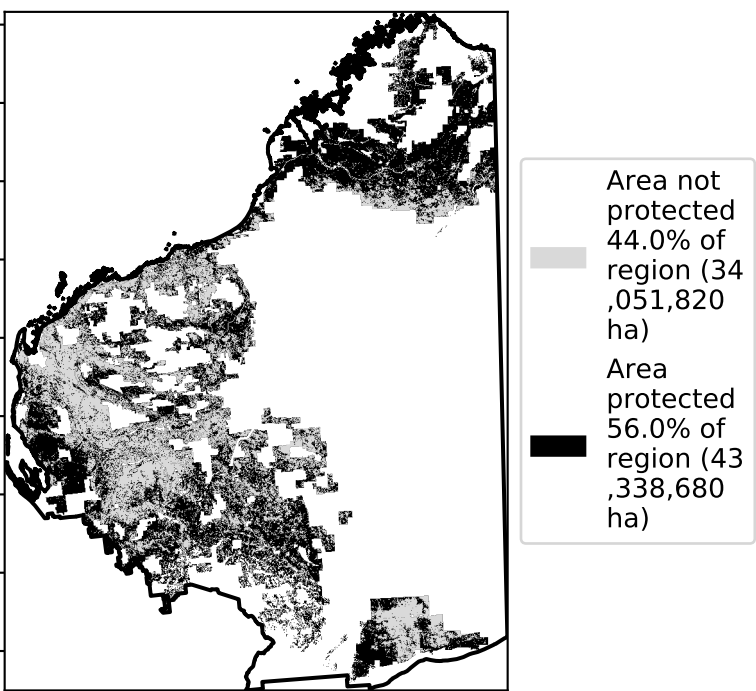 Area not
protected
44.0% of
region (34
,051,820
ha)
Area
protected
56.0% of
region (43
,338,680
ha)